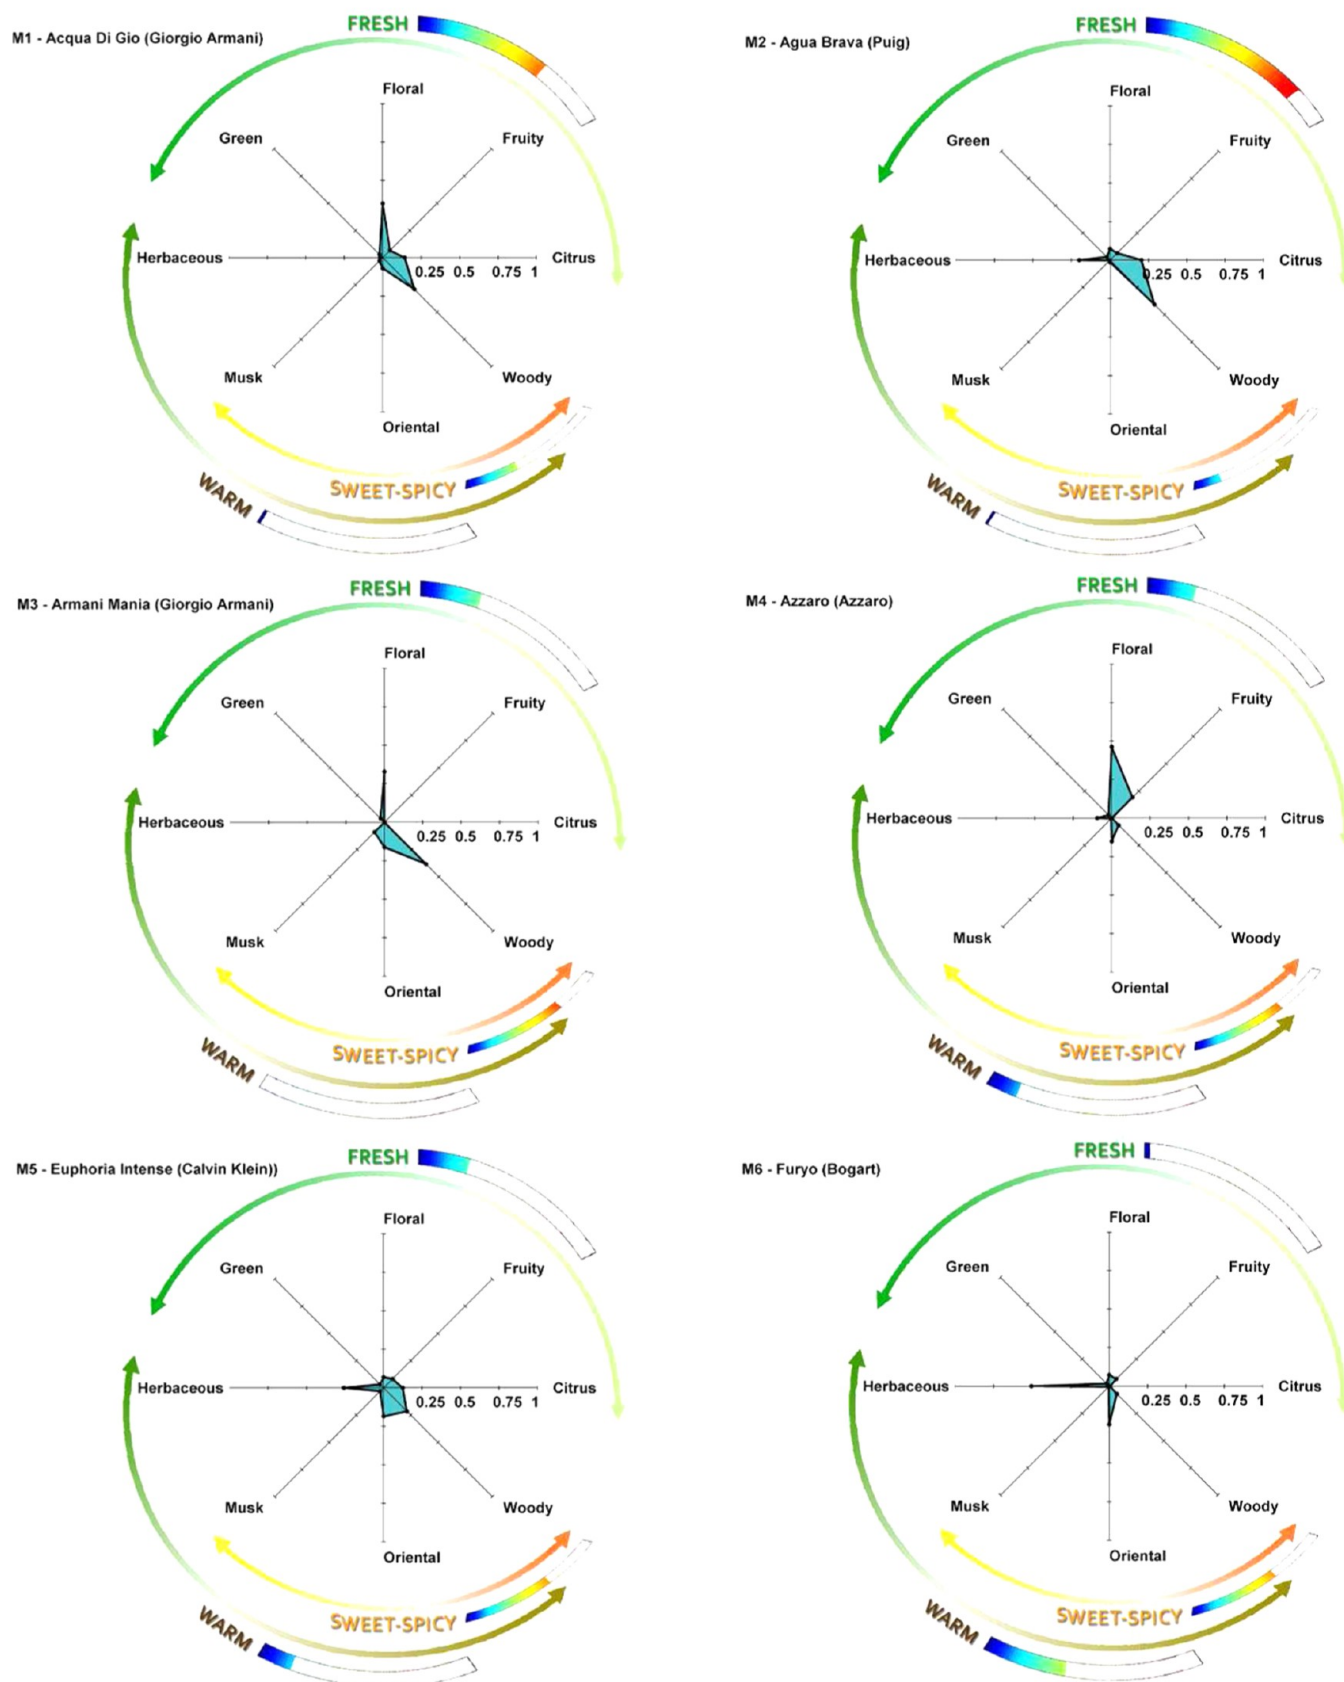 M1 - Acqua Di Gio (Giorgio Armani)
FRESH
Floral
Green
Fruity
Herbaceous
0.25 0.5 0.75 1
Citrus
Musk
Woody
Oriental
WARM
SWEET-SPICY
M2 - Agua Brava (Puig)
FRESH
Floral
Green
Fruity
Herbaceous
0.25 0.5 0.75 1
Citrus
Musk
Woody
Oriental
WARM
SWEET-SPICY
M3 - Armani Mania (Giorgio Armani)
FRESH
Floral
Green
Fruity
Herbaceous
0.25 0.5 0.75 1
Citrus
Musk
Woody
Oriental
WARM
SWEET-SPICY
M4 - Azzaro (Azzaro)
FRESH
Floral
Green
Fruity
Herbaceous
0.25 0.5 0.75 1
Citrus
Musk
Woody
Oriental
WARM
SWEET-SPICY
M5 - Euphoria Intense (Calvin Klein))
FRESH
Floral
Green
Fruity
Herbaceous
0.25 0.5 0.75 1
Citrus
Musk
Woody
Oriental
WARM
SWEET-SPICY
M6 - Furyo (Bogart)
FRESH
Floral
Green
Fruity
Herbaceous
0.25 0.5 0.75 1
Citrus
Musk
Woody
Oriental
WARM
SWEET-SPICY